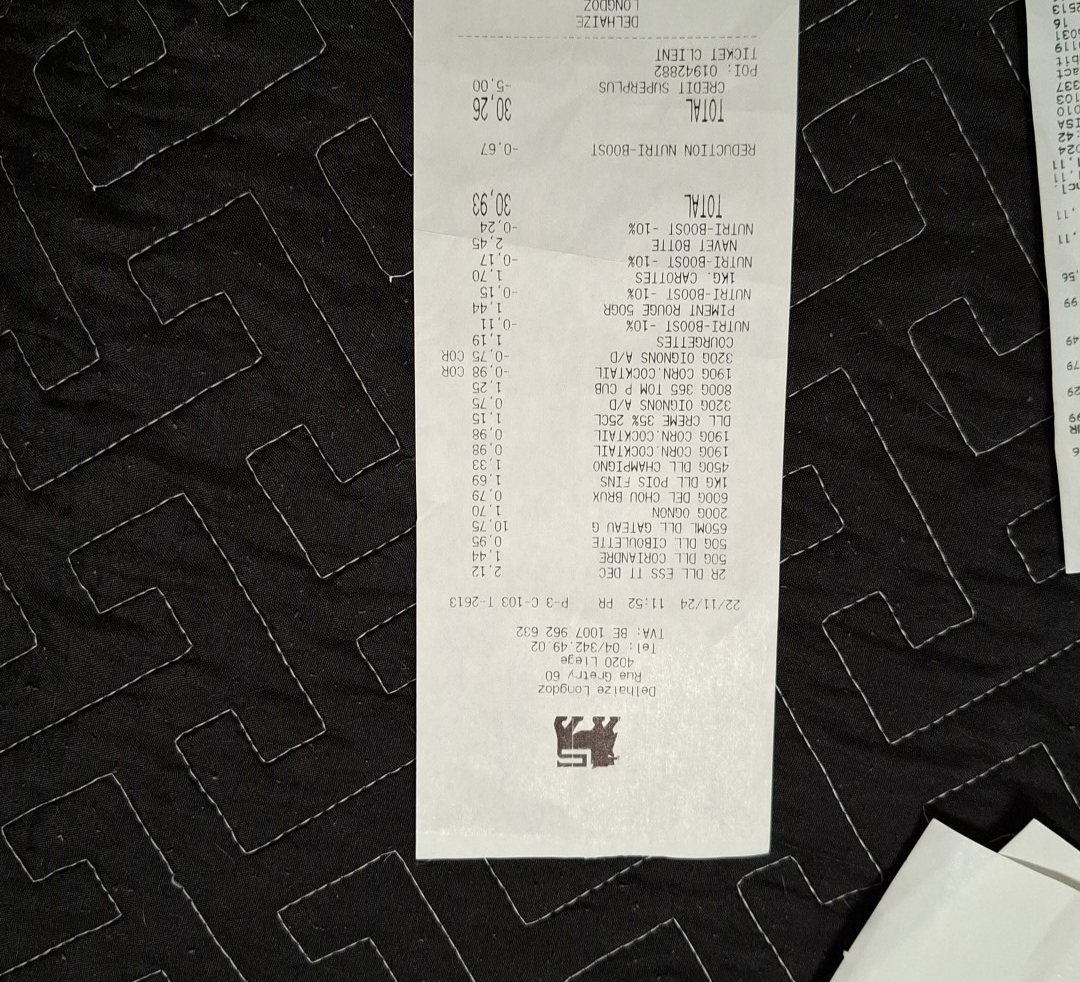 Delhaize Longdoz
Rue Gretry 60
4020 Liege
Tel: 04/342.49.02
TVA: BE 1007 962 632
22/11/24 11:52 PR P-3 C-103 T-2613
2R DLL ESS TT DEC 2,12
50G DLL CORIANDRE 1,44
50G DLL CIBOULETTE 0,95
650ML DLL GATEAU G 10,75
200G OGNON 1,70
600G DEL CHOU BRUX 0,79
1KG DLL POIS FINS 1,69
450G DLL CHAMPIGNO 1,33
190G CORN.COCKTAIL 0,98
190G CORN.COCKTAIL 0,98
DLL CREME 35% 25CL 1,15
320G OIGNONS A/D 0,75
800G 365 TOM P CUB 1,25
190G CORN.COCKTAIL -0,98 COR
320G OIGNONS A/D -0,75 COR
COURGETTES 1,19
NUTRI-BOOST -10% -0,11
PIMENT ROUGE 50GR 1,44
NUTRI-BOOST -10% -0,15
1KG. CAROTTES 1,70
NUTRI-BOOST -10% -0,17
NAVET BOTTE 2,45
NUTRI-BOOST -10% -0,24
TOTAL 30,93
REDUCTION NUTRI-BOOST -0,67
TOTAL 30,26
CREDIT SUPERPLUS -5,00
POI: 01942882
TICKET CLIENT
DELHAIZE
LONGDOZ